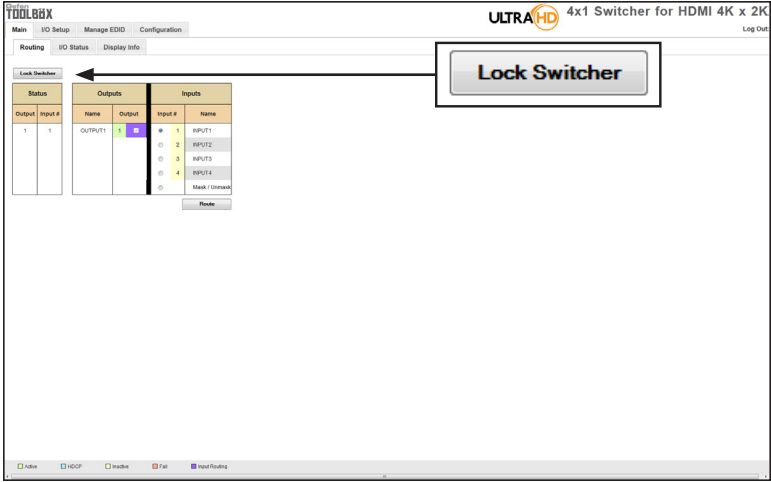 Gefen
TOOLBOX
ULTRA HD
4x1 Switcher for HDMI 4K x 2K
Main I/O Setup Manage EDID Configuration
Log Out:
Routing I/O Status Display Info
Lock Switcher
Lock Switcher
Status Outputs Inputs
Output Input # Name Output Input # Name
1 1 OUTPUT1 1 1 INPUT1
2 INPUT2
3 INPUT3
4 INPUT4
Mask / Unmask
Route
Active HDCP Inactive Fail Input Routing